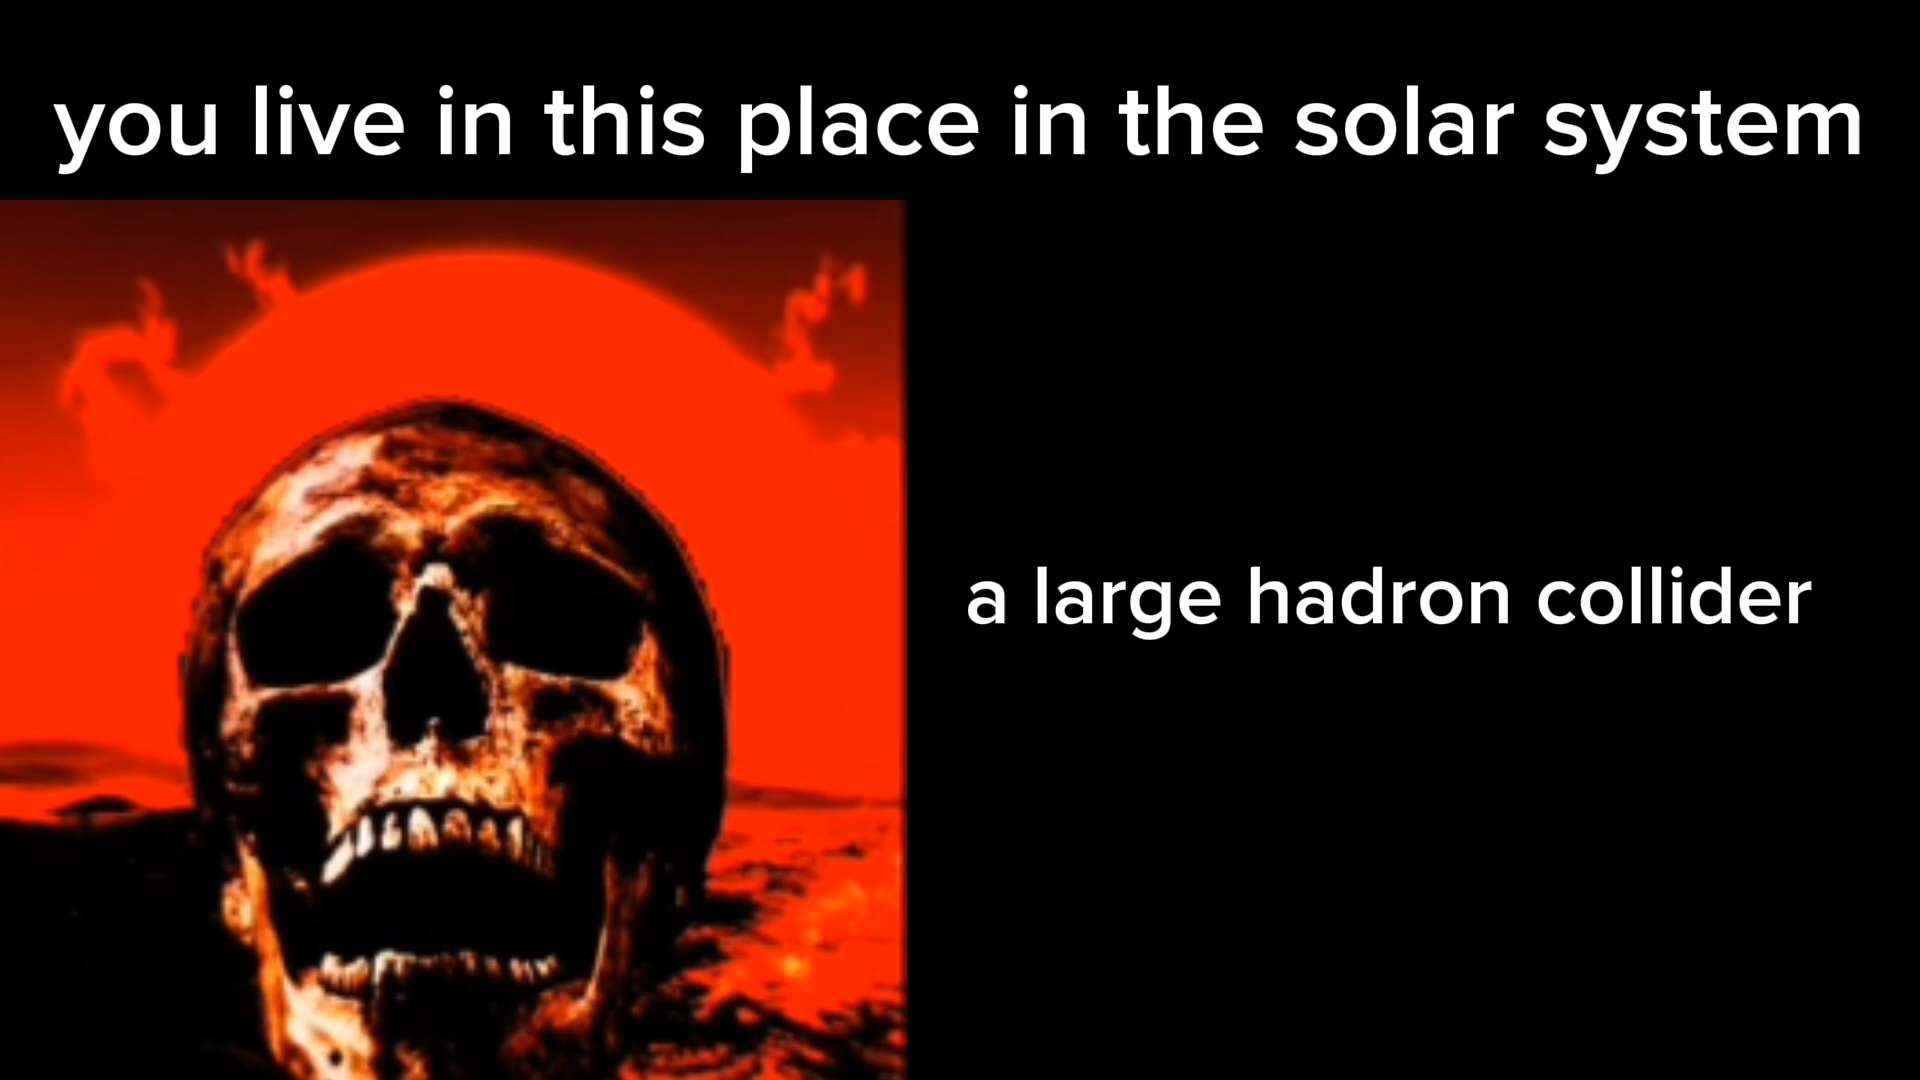 you live in this place in the solar system
a large hadron collider